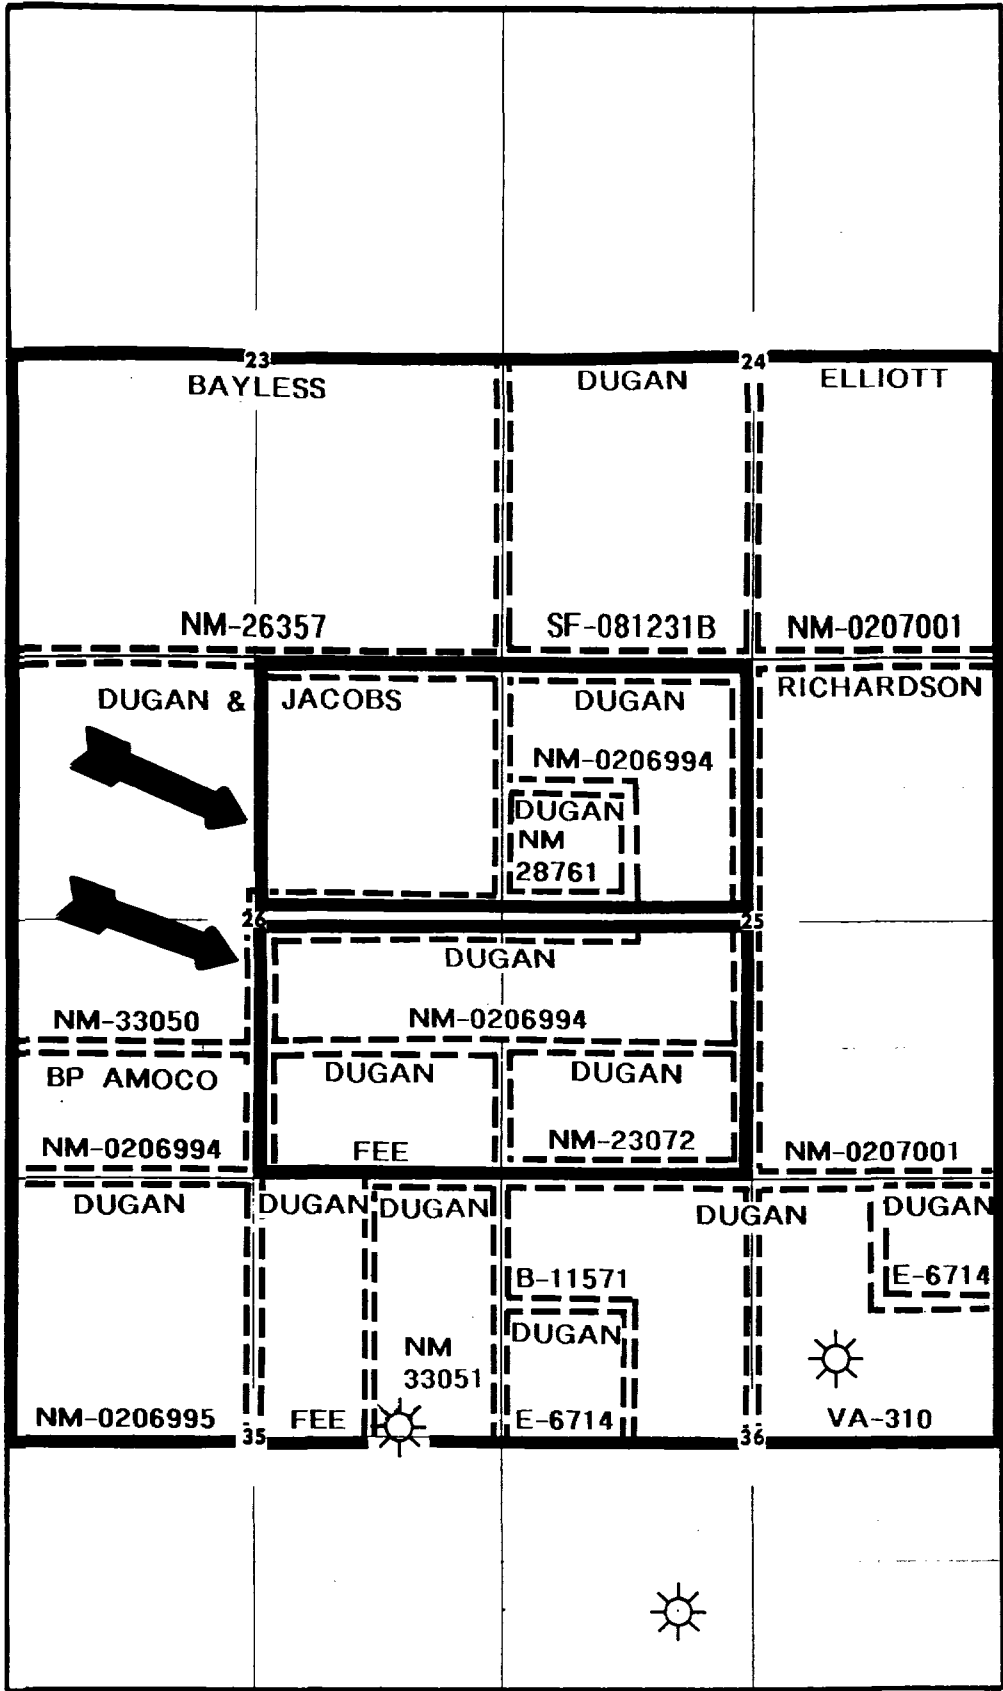 23
24
BAYLESS
DUGAN
ELLIOTT
NM-26357
SF-081231B
NM-0207001
DUGAN & JACOBS
DUGAN
RICHARDSON
NM-0206994
DUGAN
NM
28761
26
25
DUGAN
NM-33050
NM-0206994
BP AMOCO
DUGAN
DUGAN
NM-0206994
FEE
NM-23072
NM-0207001
DUGAN
DUGAN
DUGAN
DUGAN
DUGAN
B-11571
E-6714
DUGAN
NM
33051
NM-0206995
FEE
E-6714
VA-310
35
36